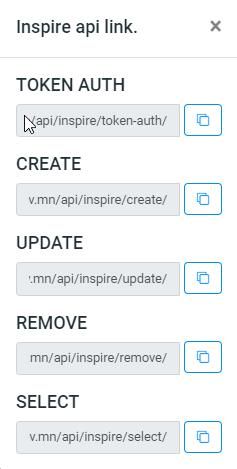 Inspire api link.
×
TOKEN AUTH
/api/inspire/token-auth/
CREATE
v.mn/api/inspire/create/
UPDATE
.mn/api/inspire/update/
REMOVE
mn/api/inspire/remove/
SELECT
v.mn/api/inspire/select/